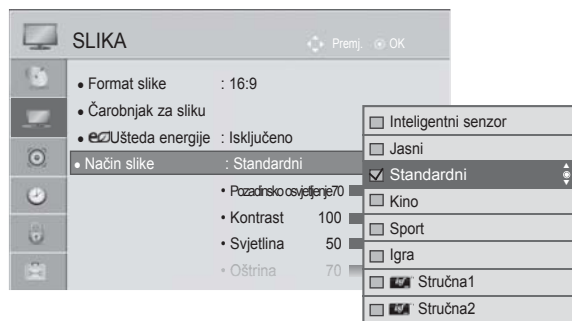 SLIKA
Premj. OK
• Format slike : 16:9
• Čarobnjak za sliku
• eco Ušteda energije : Isključeno
• Način slike : Standardni
• Pozadinsko osvjetljenje 70
• Kontrast 100
• Svjetlina 50
• Oštrina 70
Inteligentni senzor
Jasni
Standardni
Kino
Sport
Igra
Stručna1
Stručna2